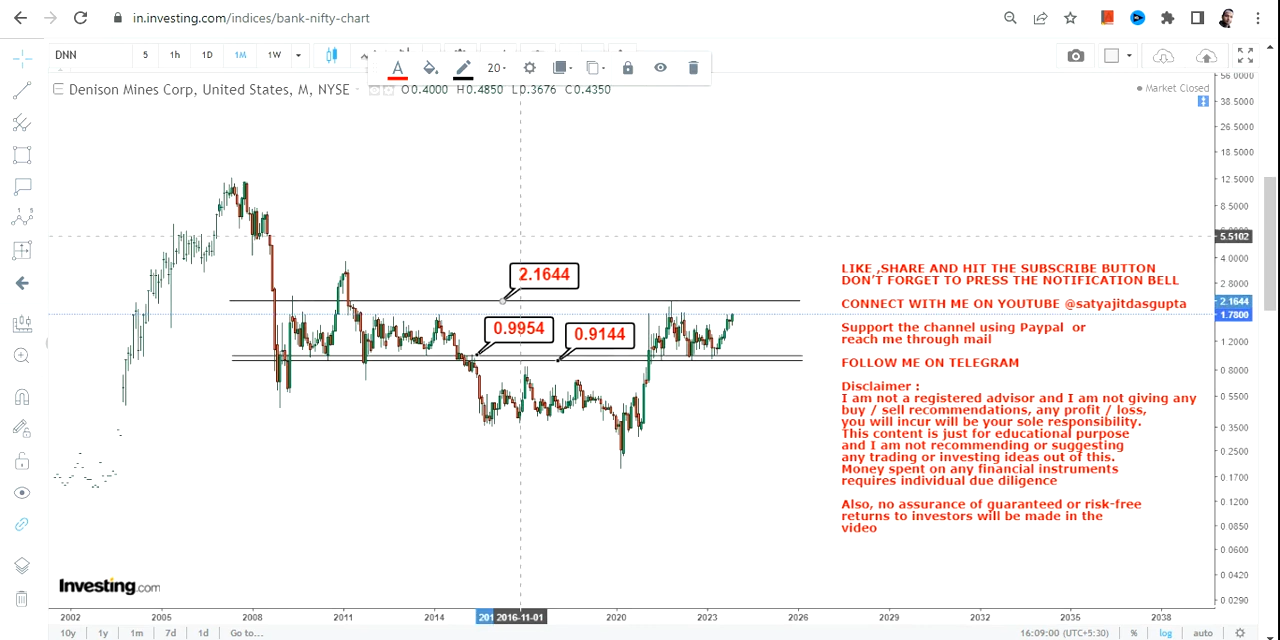 in.investing.com/indices/bank-nifty-chart
DNN 5 1h 1D 1M 1W
20
Denison Mines Corp, United States, M, NYSE O0.4000 H0.4850 L0.3676 C0.4350
Market Closed
56.0000
38.5000
26.5000
18.5000
12.5000
8.5000
5.5102
4.0000
2.8000
2.1644
1.7800
1.2000
0.8000
0.5500
0.3500
0.2500
0.1700
0.1200
0.0850
0.0600
0.0420
0.0290
2.1644
0.9954
0.9144
LIKE ,SHARE AND HIT THE SUBSCRIBE BUTTON
DON'T FORGET TO PRESS THE NOTIFICATION BELL
CONNECT WITH ME ON YOUTUBE @satyajitdasgupta
Support the channel using Paypal or
reach me through mail
FOLLOW ME ON TELEGRAM
Disclaimer :
I am not a registered advisor and I am not giving any
buy / sell recommendations, any profit / loss,
you will incur will be your sole responsibility.
This content is just for educational purpose
and I am not recommending or suggesting
any trading or investing ideas out of this.
Money spent on any financial instruments
requires individual due diligence
Also, no assurance of guaranteed or risk-free
returns to investors will be made in the
video
Investing.com
2002 2005 2008 2011 2014 201 2016-11-01 2020 2023 2026 2029 2032 2035 2038
10y 1y 1m 7d 1d Go to... 16:09:00 (UTC+5:30) % log auto